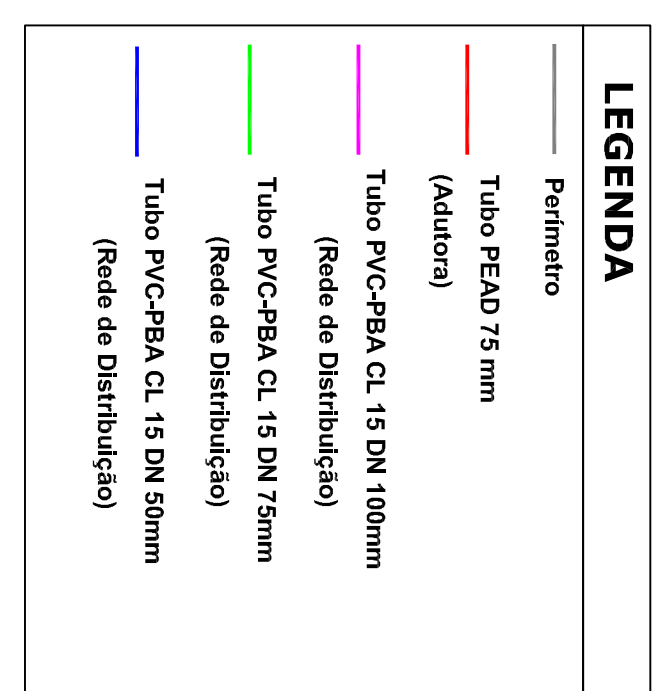 LEGENDA
Perímetro
Tubo PEAD 75 mm
(Adutora)
Tubo PVC-PBA CL 15 DN 100mm
(Rede de Distribuição)
Tubo PVC-PBA CL 15 DN 75mm
(Rede de Distribuição)
Tubo PVC-PBA CL 15 DN 50mm
(Rede de Distribuição)